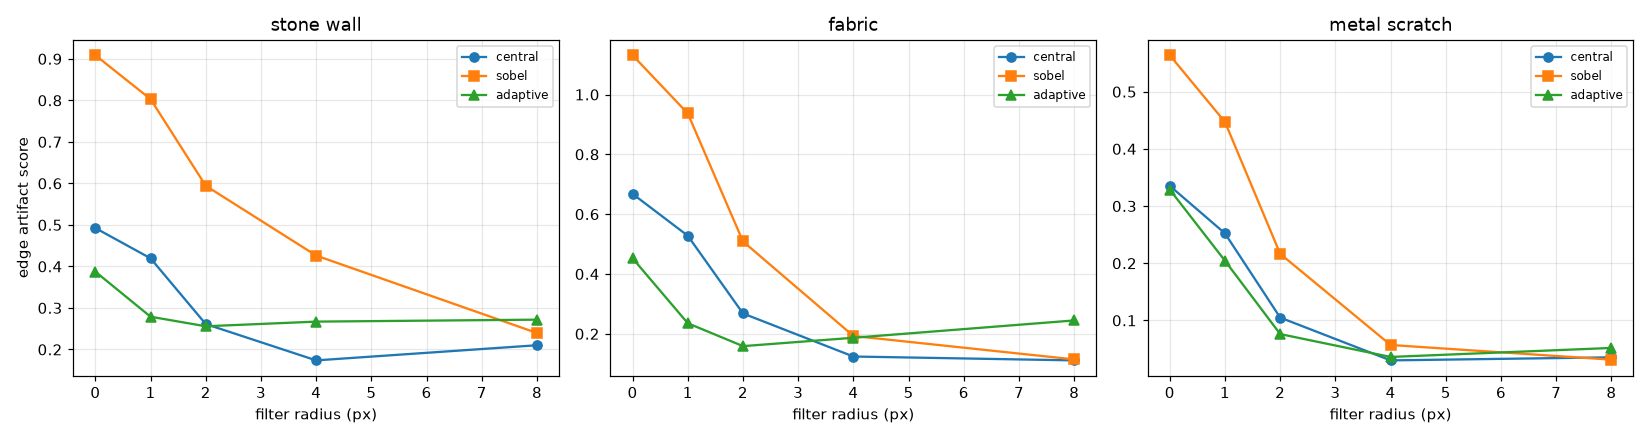 stone wall
edge artifact score
0.9
0.8
0.7
0.6
0.5
0.4
0.3
0.2
0 1 2 3 4 5 6 7 8
filter radius (px)
central
sobel
adaptive
fabric
1.0
0.8
0.6
0.4
0.2
0 1 2 3 4 5 6 7 8
filter radius (px)
central
sobel
adaptive
metal scratch
0.5
0.4
0.3
0.2
0.1
0 1 2 3 4 5 6 7 8
filter radius (px)
central
sobel
adaptive